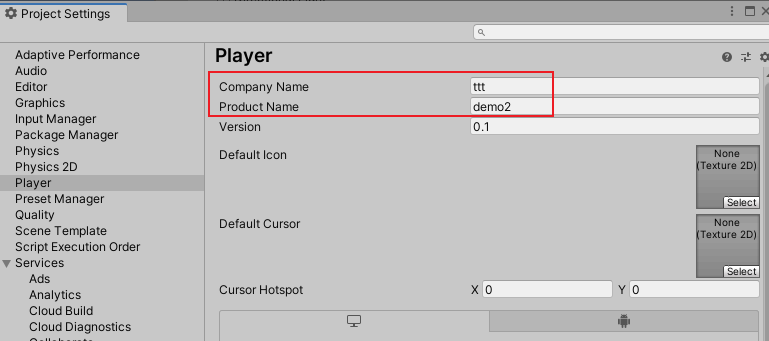 Project Settings
Adaptive Performance
Audio
Editor
Graphics
Input Manager
Package Manager
Physics
Physics 2D
Player
Preset Manager
Quality
Scene Template
Script Execution Order
Services
Ads
Analytics
Cloud Build
Cloud Diagnostics
Player
Company Name ttt
Product Name demo2
Version 0.1
Default Icon
None
(Texture 2D)
Select
Default Cursor
None
(Texture 2D)
Select
Cursor Hotspot X 0 Y 0